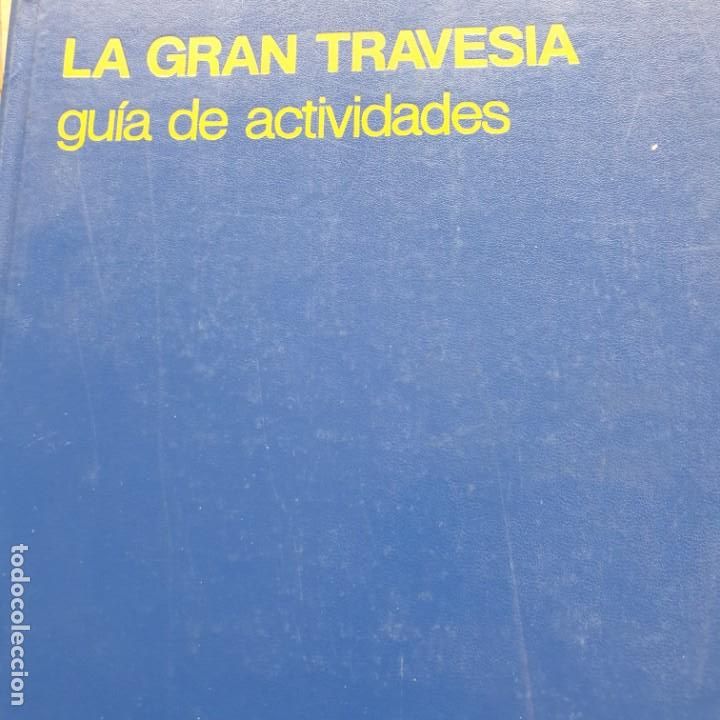 LA GRAN TRAVESIA
guía de actividades
todocoleccion